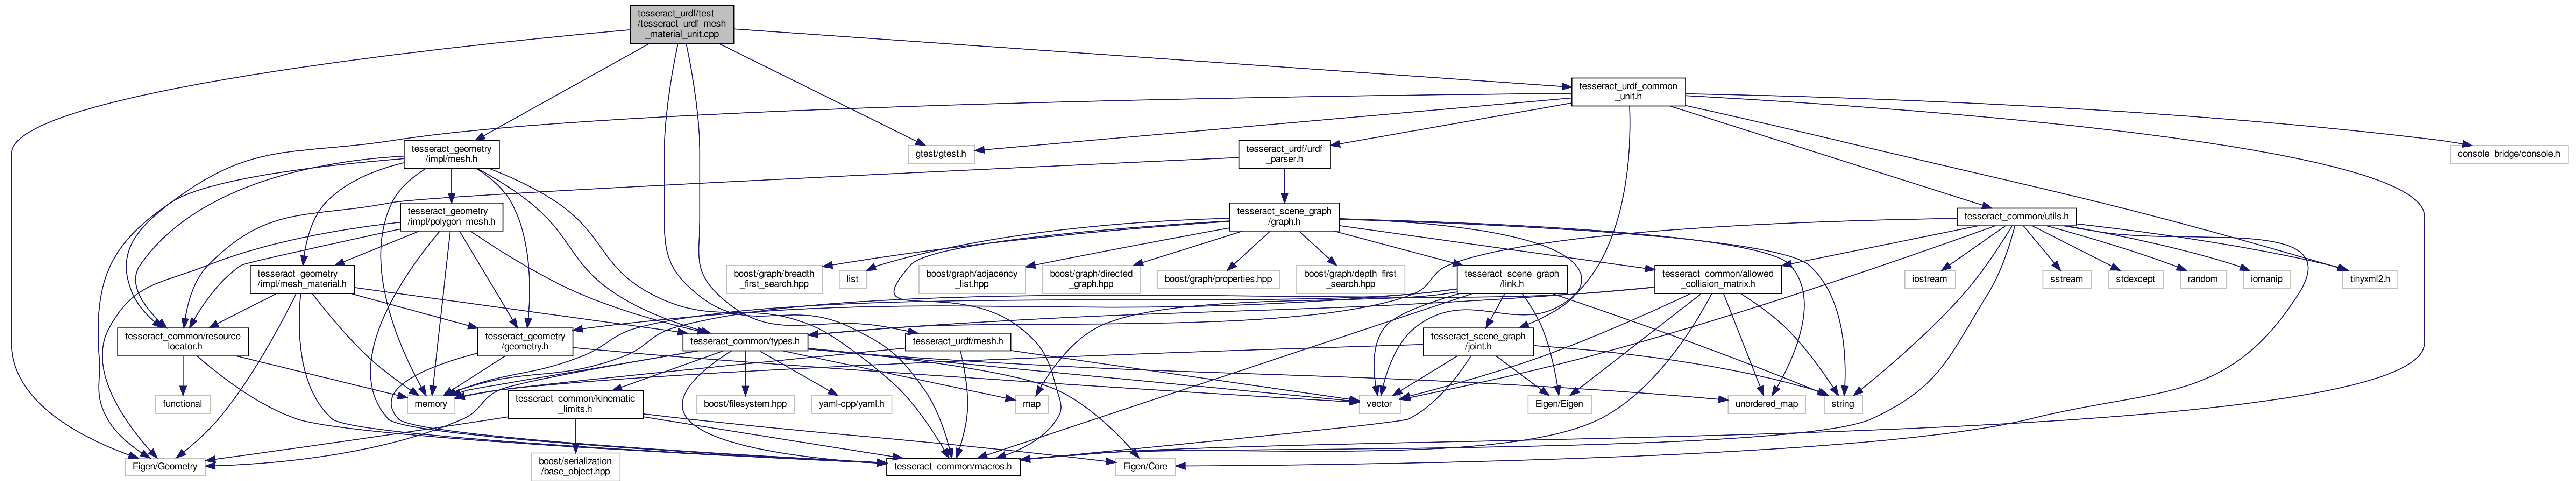 tesseract_urdf/test
/tesseract_urdf_mesh
_material_unit.cpp
tesseract_urdf_common
_unit.h
tesseract_geometry
/impl/mesh.h
gtest/gtest.h
tesseract_urdf/urdf
_parser.h
console_bridge/console.h
tesseract_geometry
/impl/polygon_mesh.h
tesseract_scene_graph
/graph.h
tesseract_common/utils.h
tesseract_geometry
/impl/mesh_material.h
boost/graph/breadth
_first_search.hpp
list
boost/graph/adjacency
_list.hpp
boost/graph/directed
_graph.hpp
boost/graph/properties.hpp
boost/graph/depth_first
_search.hpp
tesseract_scene_graph
/link.h
tesseract_common/allowed
_collision_matrix.h
iostream
sstream
stdexcept
random
iomanip
tinyxml2.h
tesseract_common/resource
_locator.h
tesseract_geometry
/geometry.h
tesseract_common/types.h
tesseract_urdf/mesh.h
tesseract_scene_graph
/joint.h
functional
memory
tesseract_common/kinematic
_limits.h
boost/filesystem.hpp
yaml-cpp/yaml.h
map
vector
Eigen/Eigen
unordered_map
string
Eigen/Geometry
boost/serialization
/base_object.hpp
tesseract_common/macros.h
Eigen/Core